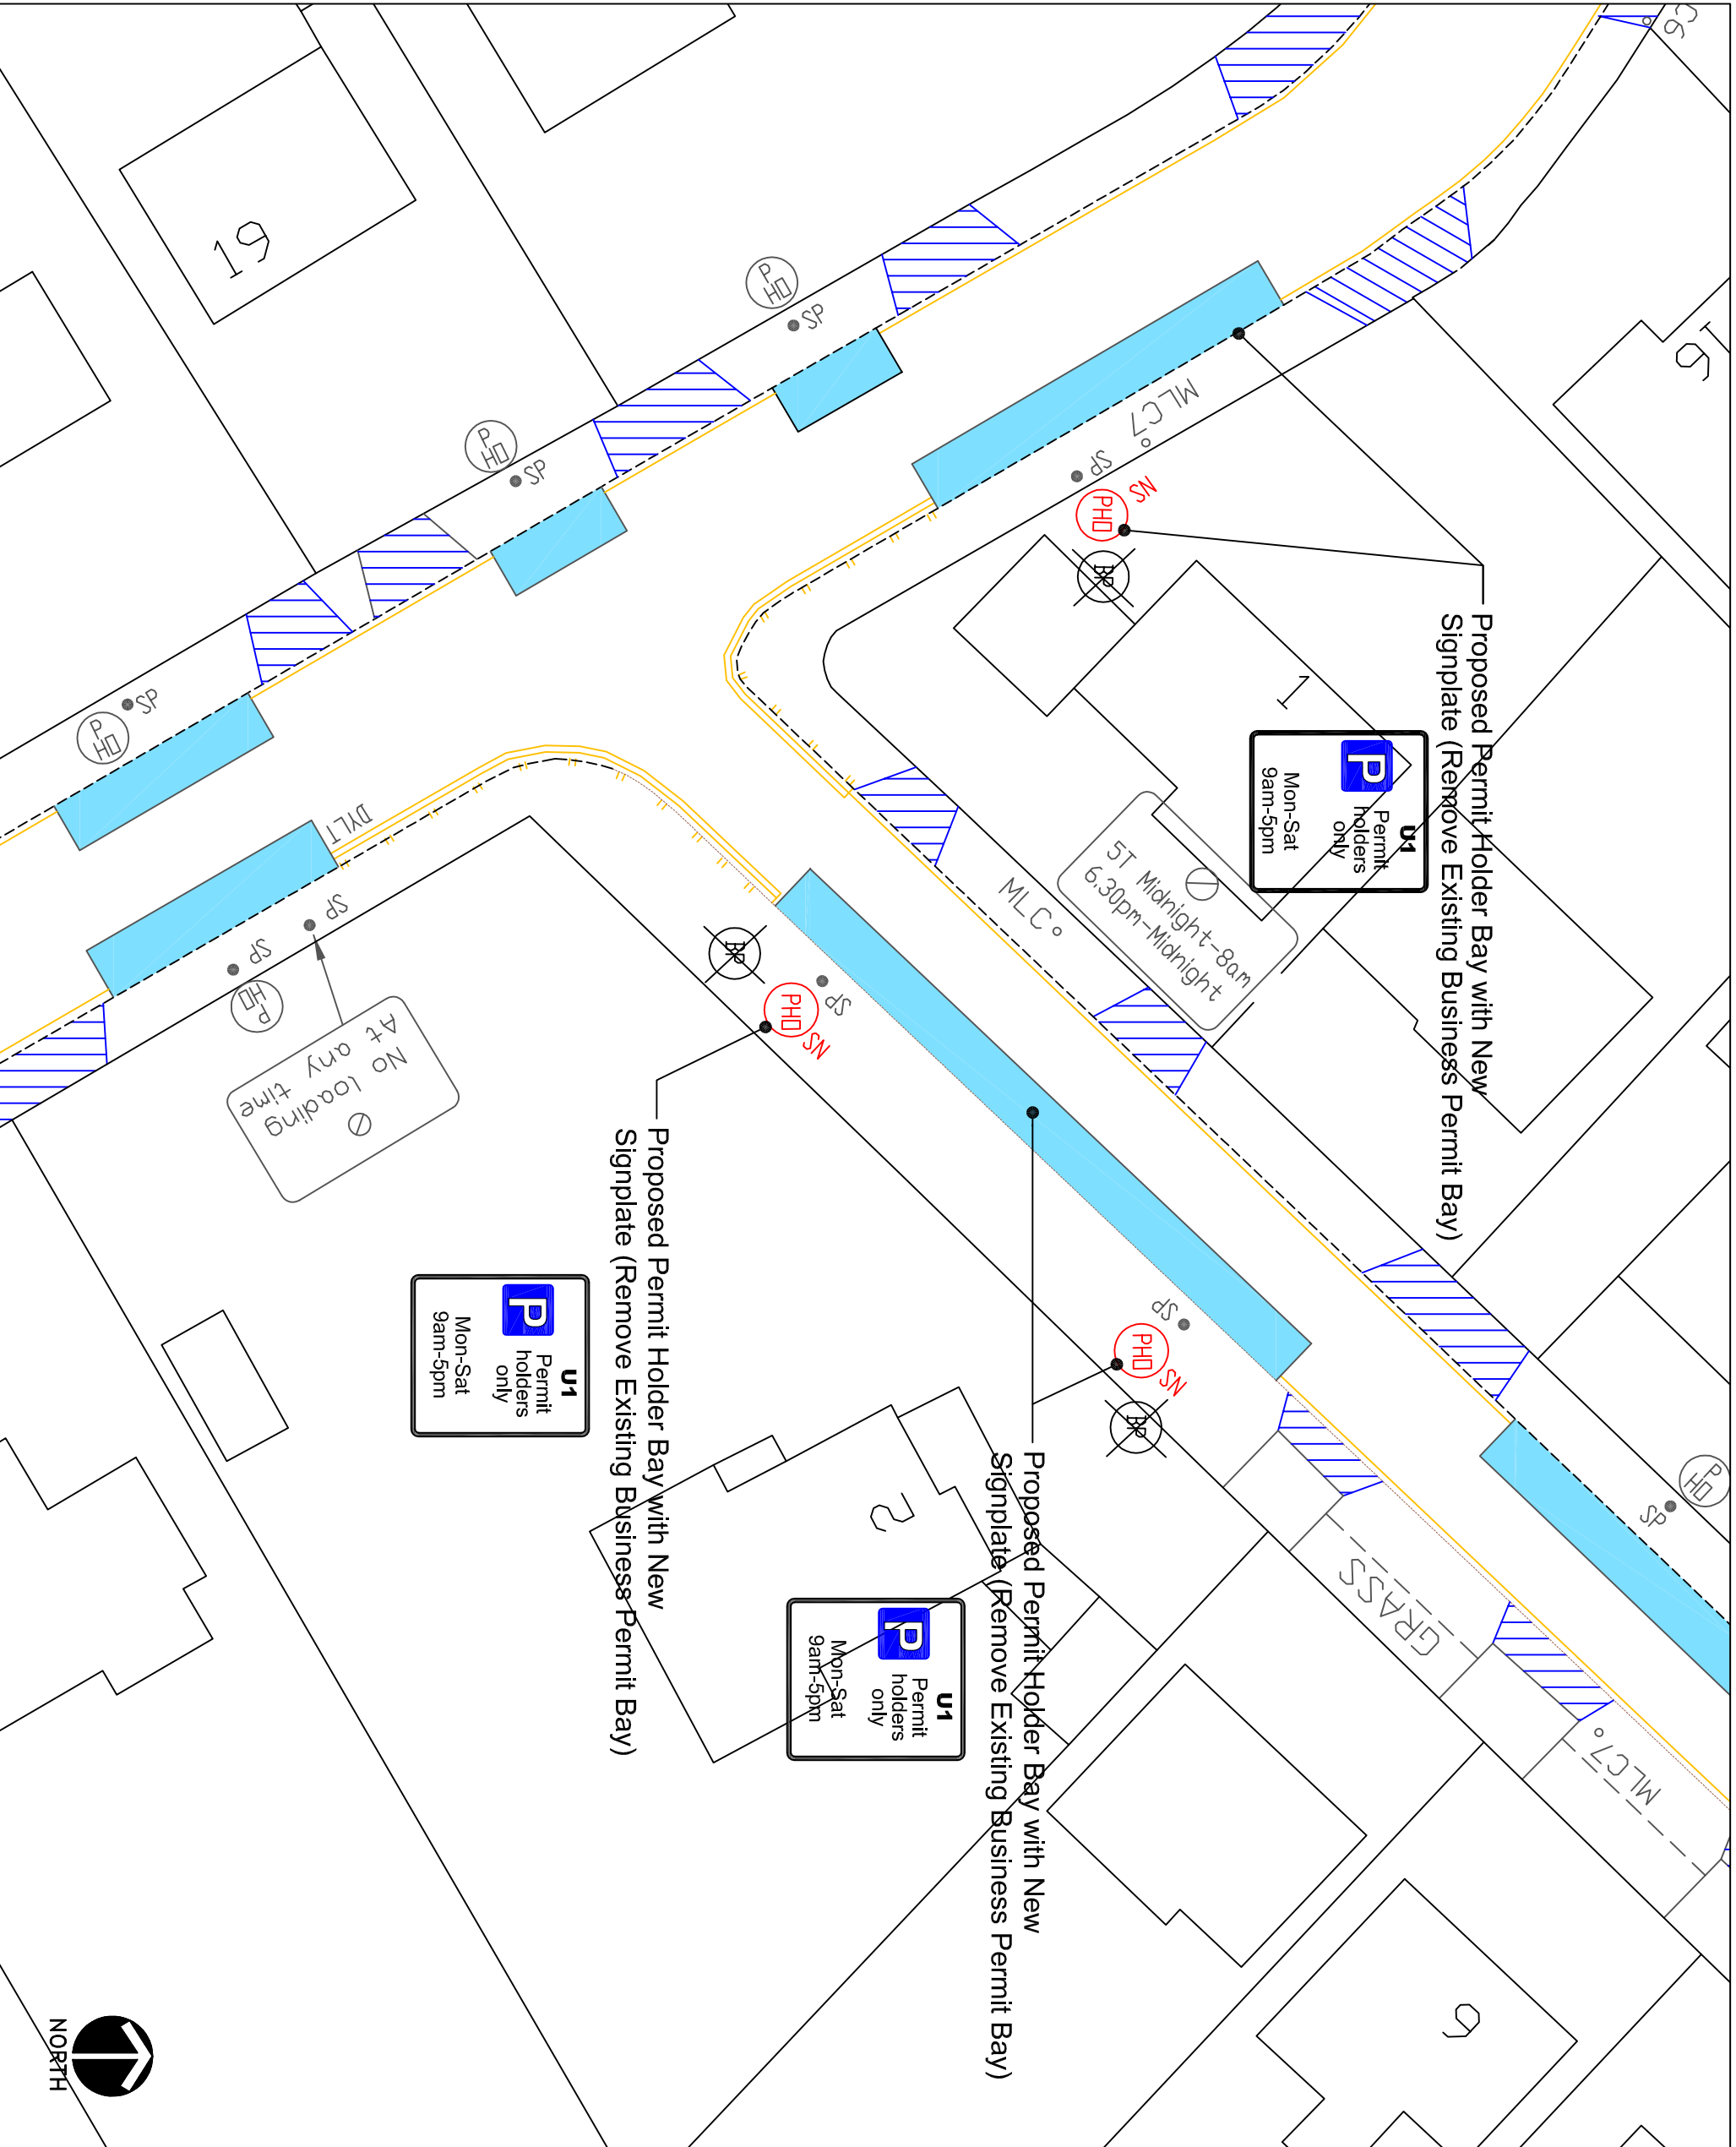 Proposed Permit Holder Bay with New
Signplate (Remove Existing Business Permit Bay)
U1
Permit
holders
only
Mon-Sat
9am-5pm
Proposed Permit Holder Bay with New
Signplate (Remove Existing Business Permit Bay)
U1
Permit
holders
only
Mon-Sat
9am-5pm
Proposed Permit Holder Bay with New
Signplate (Remove Existing Business Permit Bay)
U1
Permit
holders
only
Mon-Sat
9am-5pm
5T Midnight-8am
6.30pm-Midnight
No loading
At any
time
DYLT
MLC7
MLC
MLC7
GRASS
19
1
2
9
16
SP
P
HD
SP
P
HD
SP
P
HD
SP
SP
P
HD
SP
P
HD
SP
PHD
SN
BP
SP
PHD
SN
BP
SP
PHD
SN
BP
NORTH